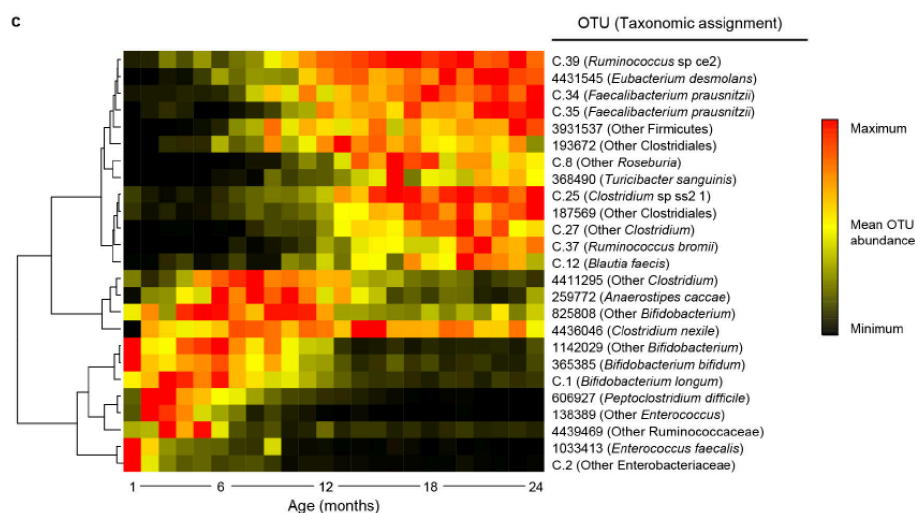 c
OTU (Taxonomic assignment)
C.39 (Ruminococcus sp ce2)
4431545 (Eubacterium desmolans)
C.34 (Faecalibacterium prausnitzii)
C.35 (Faecalibacterium prausnitzii)
3931537 (Other Firmicutes)
193672 (Other Clostridiales)
C.8 (Other Roseburia)
368490 (Turicibacter sanguinis)
C.25 (Clostridium sp ss2 1)
187569 (Other Clostridiales)
C.27 (Other Clostridium)
C.37 (Ruminococcus bromii)
C.12 (Blautia faecis)
4411295 (Other Clostridium)
259772 (Anaerostipes caccae)
825808 (Other Bifidobacterium)
4436046 (Clostridium nexile)
1142029 (Other Bifidobacterium)
365385 (Bifidobacterium bifidum)
C.1 (Bifidobacterium longum)
606927 (Peptoclostridium difficile)
138389 (Other Enterococcus)
4439469 (Other Ruminococcaceae)
1033413 (Enterococcus faecalis)
C.2 (Other Enterobacteriaceae)
Maximum
Mean OTU
abundance
Minimum
1 6 12 18 24
Age (months)